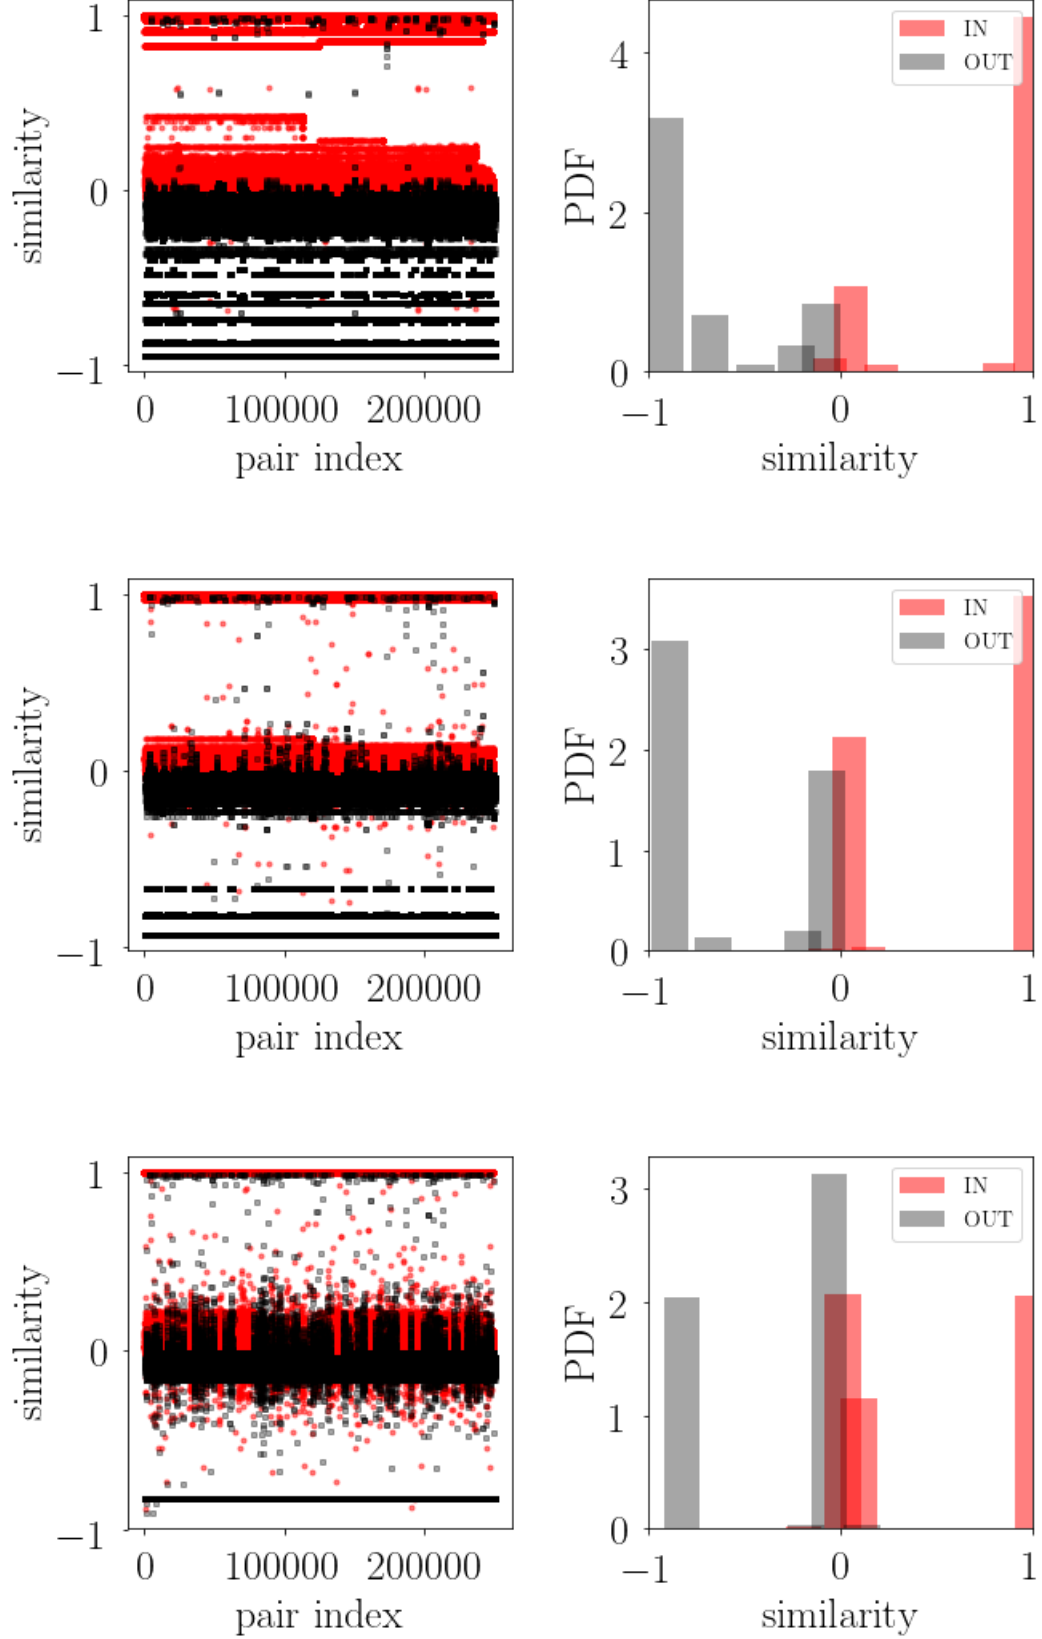 1
0
−1
similarity
0
100000
200000
pair index
4
2
0
PDF
−1
0
1
similarity
IN
OUT
1
0
−1
similarity
0
100000
200000
pair index
3
2
1
0
PDF
−1
0
1
similarity
IN
OUT
1
0
−1
similarity
0
100000
200000
pair index
3
2
1
0
PDF
−1
0
1
similarity
IN
OUT